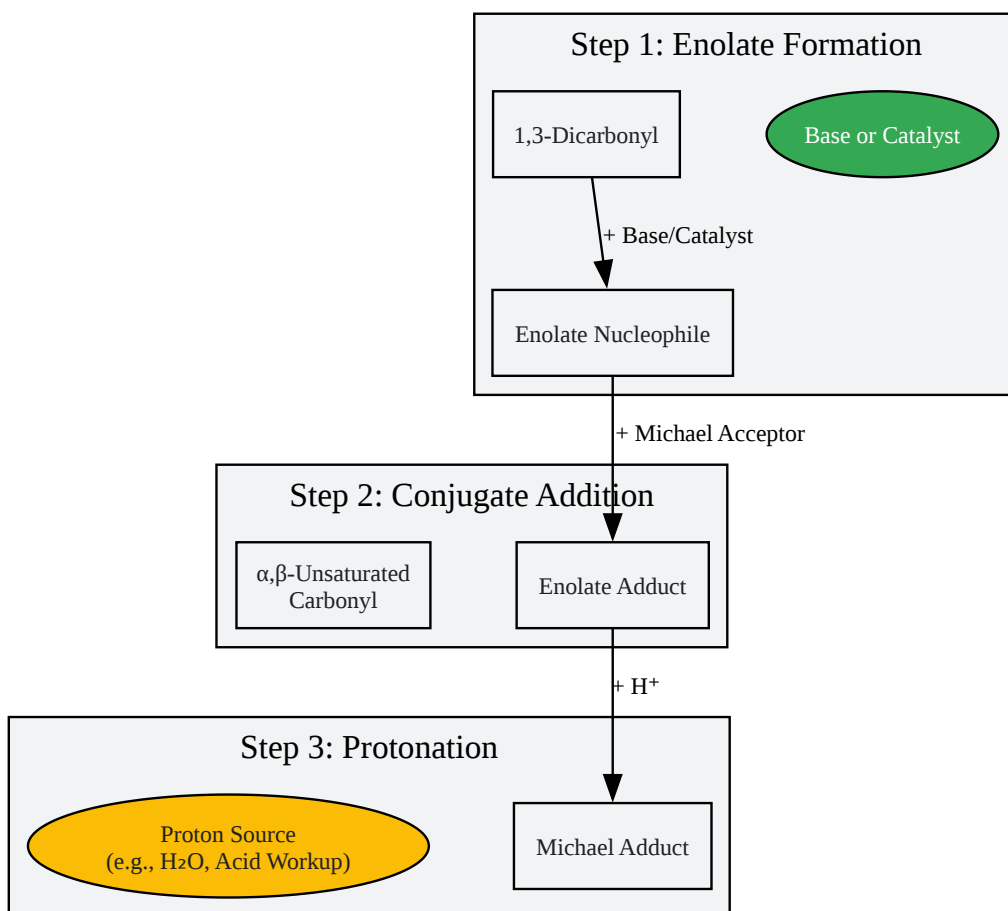 Step 1: Enolate Formation
1,3-Dicarbonyl
Base or Catalyst
+ Base/Catalyst
Enolate Nucleophile
+ Michael Acceptor
Step 2: Conjugate Addition
α,β-Unsaturated
Carbonyl
Enolate Adduct
+ H⁺
Step 3: Protonation
Proton Source
(e.g., H₂O, Acid Workup)
Michael Adduct